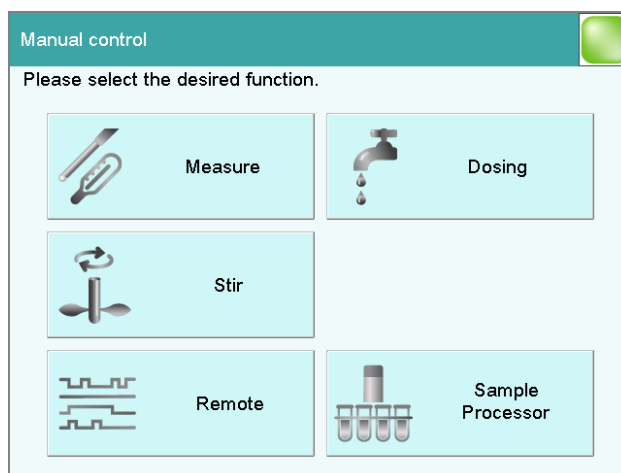 Manual control
Please select the desired function.
Measure
Dosing
Stir
Remote
Sample
Processor